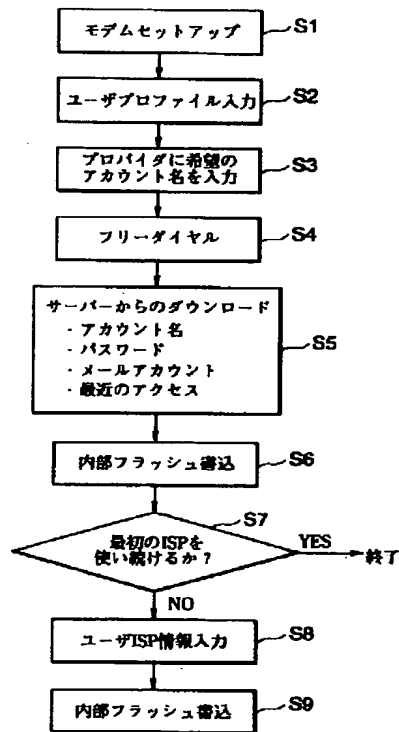 モデムセットアップ
S1
ユーザプロファイル入力
S2
プロバイダに希望の
アカウント名を入力
S3
フリーダイヤル
S4
サーバーからのダウンロード
・アカウント名
・パスワード
・メールアカウント
・最近のアクセス
S5
内部フラッシュ書込
S6
S7
最初のISPを
使い続けるか？
YES
終了
NO
ユーザISP情報入力
S8
内部フラッシュ書込
S9